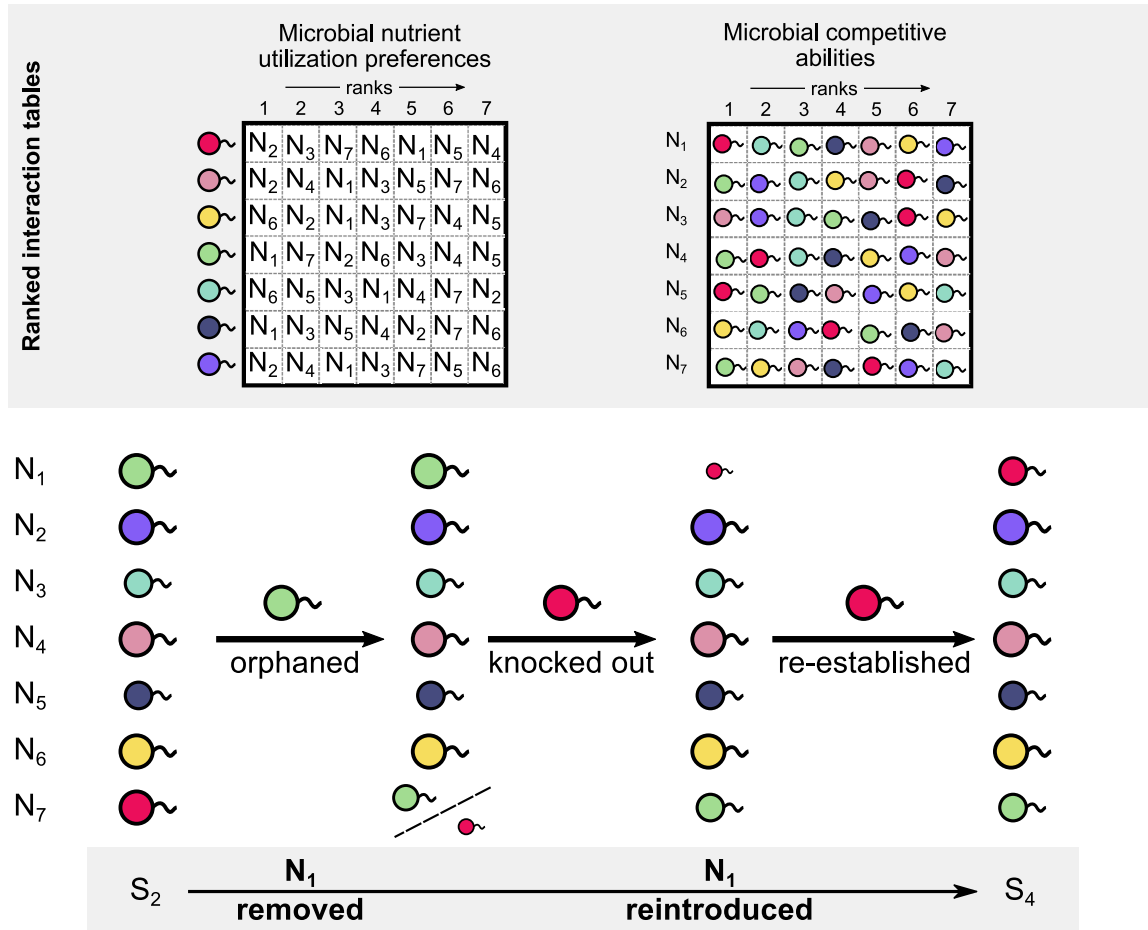 Ranked interaction tables
Microbial nutrient
utilization preferences
ranks
1 2 3 4 5 6 7
N₂ N₃ N₇ N₆ N₁ N₅ N₄
N₂ N₄ N₁ N₃ N₅ N₇ N₆
N₆ N₂ N₁ N₃ N₇ N₄ N₅
N₁ N₇ N₂ N₆ N₃ N₄ N₅
N₆ N₅ N₃ N₁ N₄ N₇ N₂
N₁ N₃ N₅ N₄ N₂ N₇ N₆
N₂ N₄ N₁ N₃ N₇ N₅ N₆
Microbial competitive
abilities
ranks
1 2 3 4 5 6 7
N₁
N₂
N₃
N₄
N₅
N₆
N₇
N₁
N₂
N₃
N₄
N₅
N₆
N₇
orphaned
knocked out
re-established
S₂
N₁
removed
N₁
reintroduced
S₄